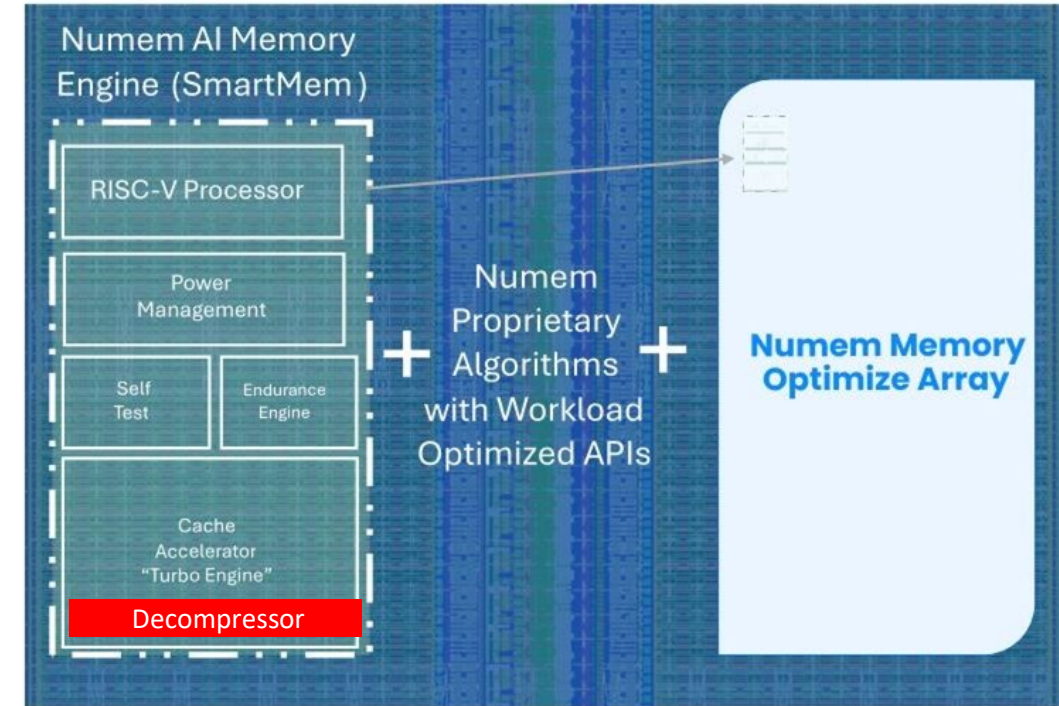 Numem AI Memory
Engine (SmartMem)
RISC-V Processor
Power
Management
Self
Test
Endurance
Engine
Cache
Accelerator
“Turbo Engine”
Decompressor
+
Numem
Proprietary
Algorithms
with Workload
Optimized APIs
+
Numem Memory
Optimize Array